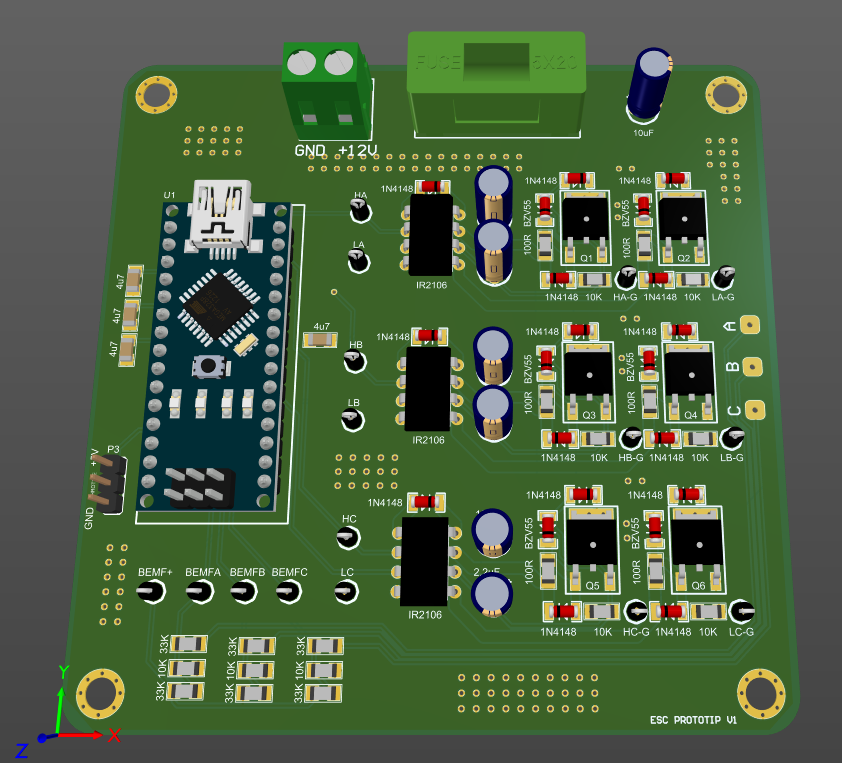 FUSE 5X20
10uF
GND +12V
U1
HA
LA
1N4148
IR2106
1N4148
1N4148
BZV55
BZV55
100R
100R
Q1
Q2
1N4148
10K
HA-G
1N4148
10K
LA-G
4u7
4u7
4u7
4u7
HB
LB
1N4148
IR2106
1N4148
1N4148
BZV55
BZV55
100R
100R
Q3
Q4
1N4148
10K
HB-G
1N4148
10K
LB-G
A
B
C
P3
GND
HC
LC
1N4148
IR2106
2.2uF
1N4148
1N4148
BZV55
BZV55
100R
100R
Q5
Q6
1N4148
10K
HC-G
1N4148
10K
LC-G
BEMF+
BEMFA
BEMFB
BEMFC
33K
33K
33K
10K
10K
10K
33K
33K
33K
ESC PROTOTIP V1
Y
X
Z